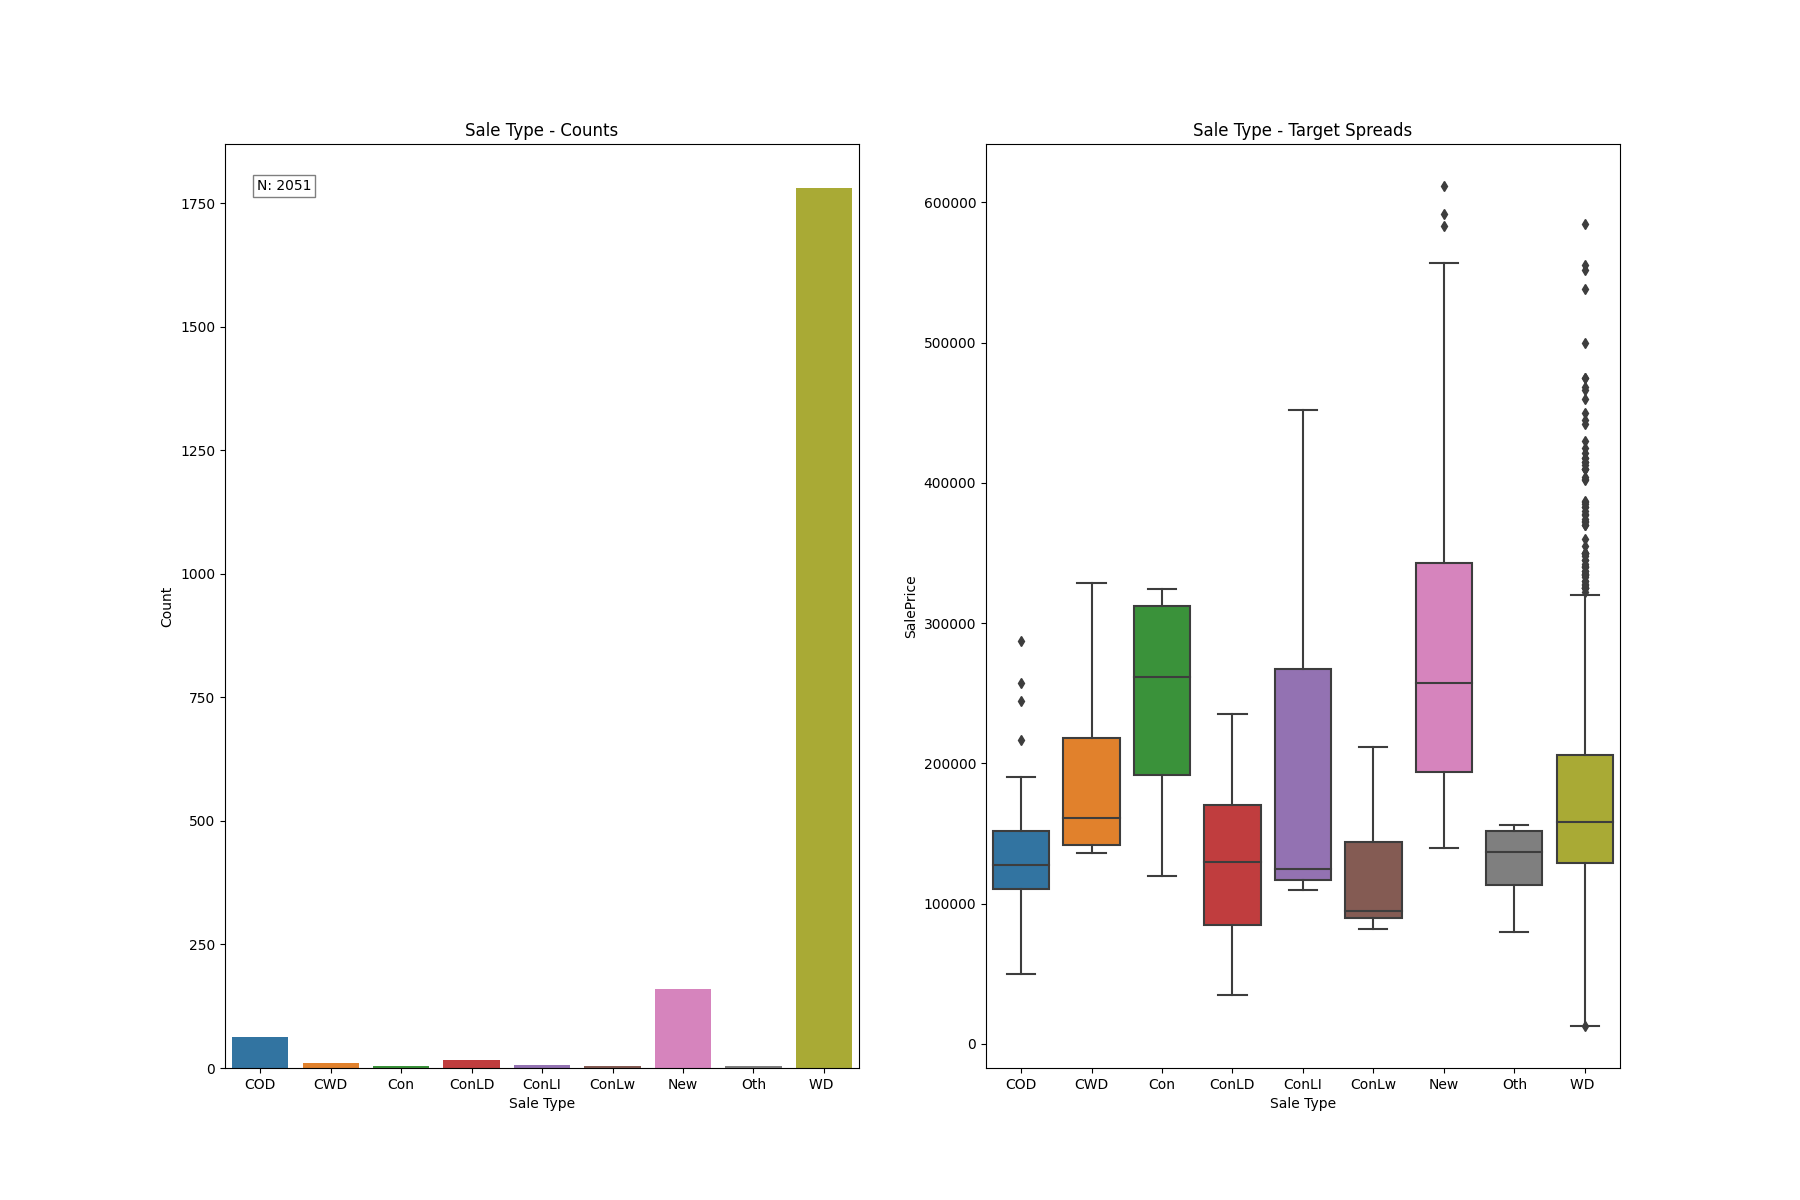 Sale Type - Counts
N: 2051
1750
1500
1250
1000
750
500
250
0
Count
COD CWD Con ConLD ConLI ConLw New Oth WD
Sale Type
Sale Type - Target Spreads
600000
500000
400000
300000
200000
100000
0
SalePrice
COD CWD Con ConLD ConLI ConLw New Oth WD
Sale Type